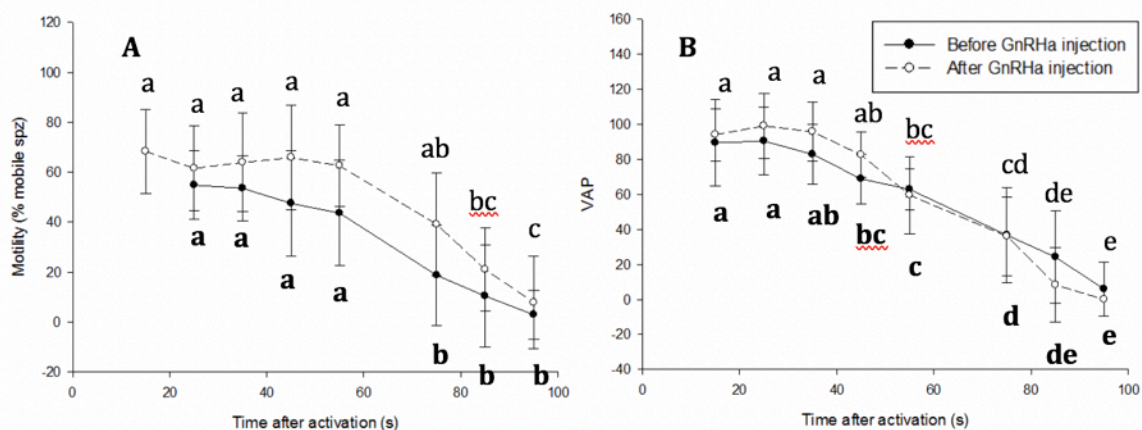 A
120
100
80
60
40
20
0
-20
Motility (% mobile spz)
a
a
a
a
a
ab
bc
c
a
a
a
a
b
b
b
0
20
40
60
80
100
Time after activation (s)
B
160
140
120
100
80
60
40
20
0
-20
-40
VAP
Before GnRHa injection
After GnRHa injection
a
a
a
ab
bc
cd
de
e
a
a
ab
bc
c
d
de
e
0
20
40
60
80
100
Time after activation (s)